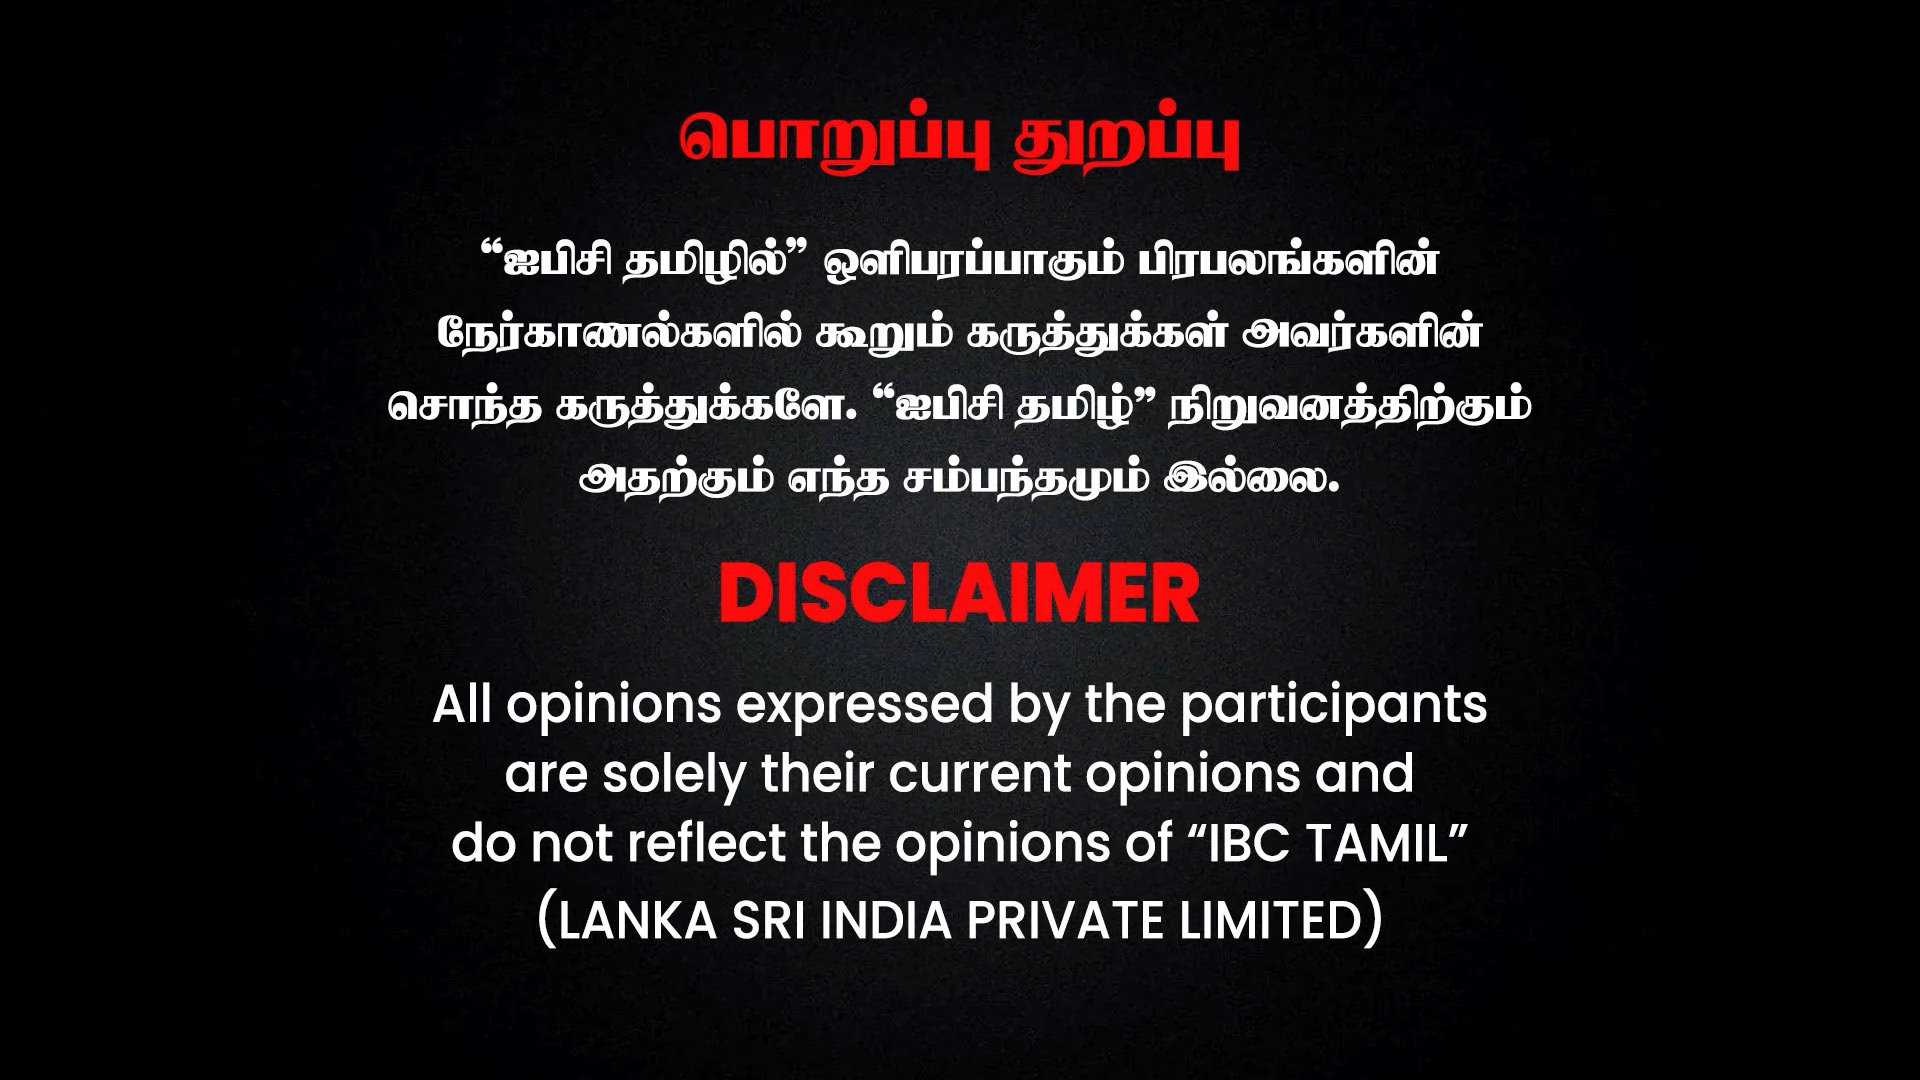 பொறுப்பு துறப்பு
“ஐபிசி தமிழில்” ஒளிபரப்பாகும் பிரபலங்களின்
நேர்காணல்களில் கூறும் கருத்துக்கள் அவர்களின்
சொந்த கருத்துக்களே. “ஐபிசி தமிழ்” நிறுவனத்திற்கும்
அதற்கும் எந்த சம்பந்தமும் இல்லை.
DISCLAIMER
All opinions expressed by the participants
are solely their current opinions and
do not reflect the opinions of “IBC TAMIL”
(LANKA SRI INDIA PRIVATE LIMITED)